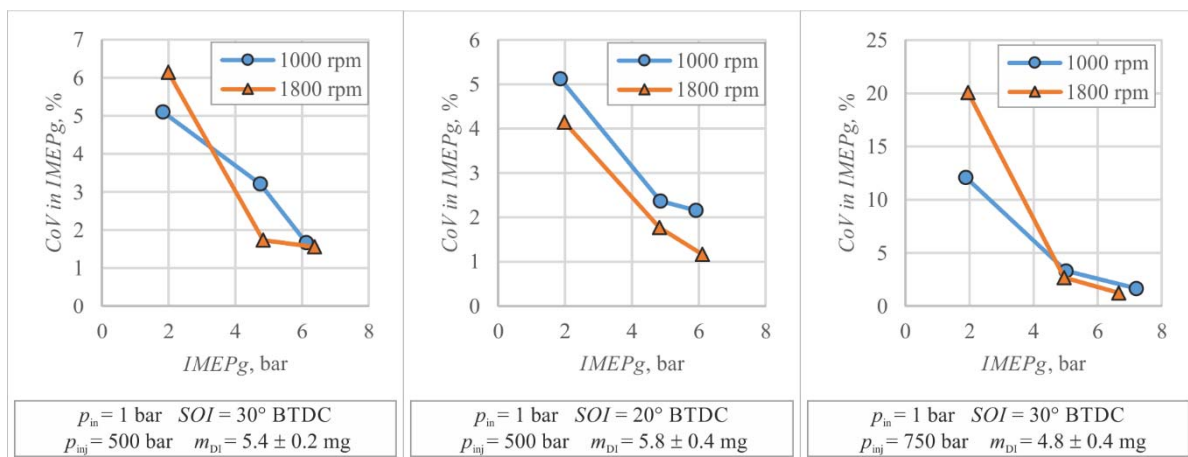 7
6
5
4
3
2
1
0
CoV in IMEPg, %
1000 rpm
1800 rpm
0 2 4 6 8
IMEPg, bar
p_in = 1 bar SOI = 30° BTDC
p_inj = 500 bar m_DI = 5.4 ± 0.2 mg
6
5
4
3
2
1
0
CoV in IMEPg, %
1000 rpm
1800 rpm
0 2 4 6 8
IMEPg, bar
p_in = 1 bar SOI = 20° BTDC
p_inj = 500 bar m_DI = 5.8 ± 0.4 mg
25
20
15
10
5
0
CoV in IMEPg, %
1000 rpm
1800 rpm
0 2 4 6 8
IMEPg, bar
p_in = 1 bar SOI = 30° BTDC
p_inj = 750 bar m_DI = 4.8 ± 0.4 mg